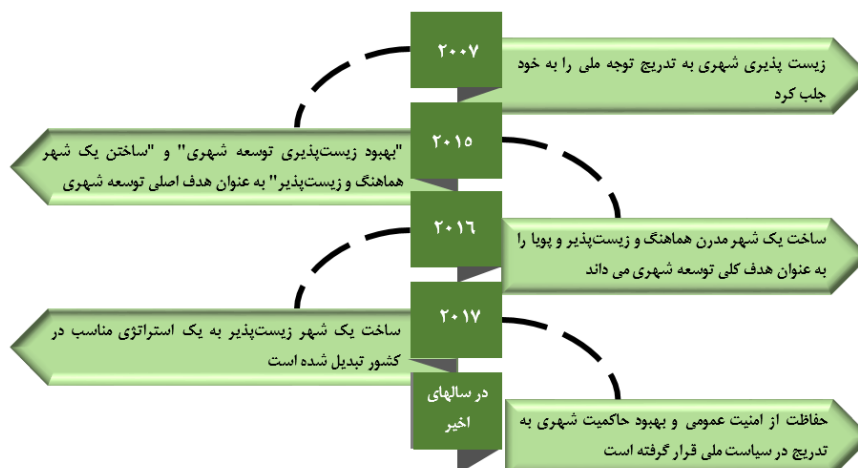 ۲۰۰۷
زیست پذیری شهری به تدریج توجه ملی را به خود
جلب کرد
۲۰۱۵
"بهبود زیست‌پذیری توسعه شهری" و "ساختن یک شهر
هماهنگ و زیست‌پذیر" به عنوان هدف اصلی توسعه شهری
۲۰۱۶
ساخت یک شهر مدرن هماهنگ و زیست‌پذیر و پویا را
به عنوان هدف کلی توسعه شهری می داند
۲۰۱۷
ساخت یک شهر زیست‌پذیر به یک استراتژی مناسب در
کشور تبدیل شده است
در سالهای
اخیر
حفاظت از امنیت عمومی و بهبود حاکمیت شهری به
تدریج در سیاست ملی قرار گرفته است